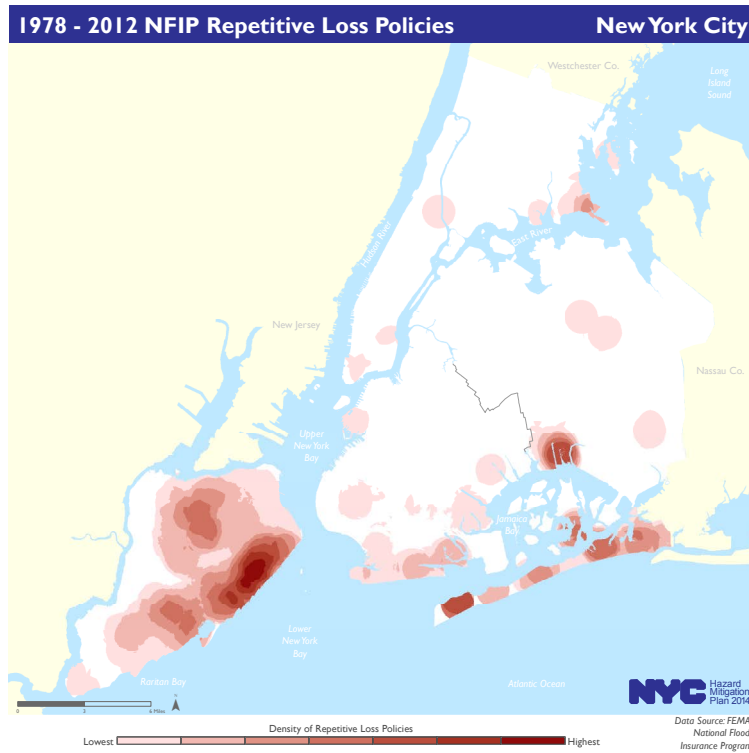 1978 - 2012 NFIP Repetitive Loss Policies
New York City
Westchester Co.
Long
Island
Sound
Hudson River
East River
New Jersey
Nassau Co.
Upper
New York
Bay
Jamaica
Bay
Lower
New York
Bay
Raritan Bay
Atlantic Ocean
0 3 6 Miles
N
NYC
Hazard
Mitigation
Plan 2014
Data Source: FEMA
National Flood
Insurance Program
Density of Repetitive Loss Policies
Lowest
Highest